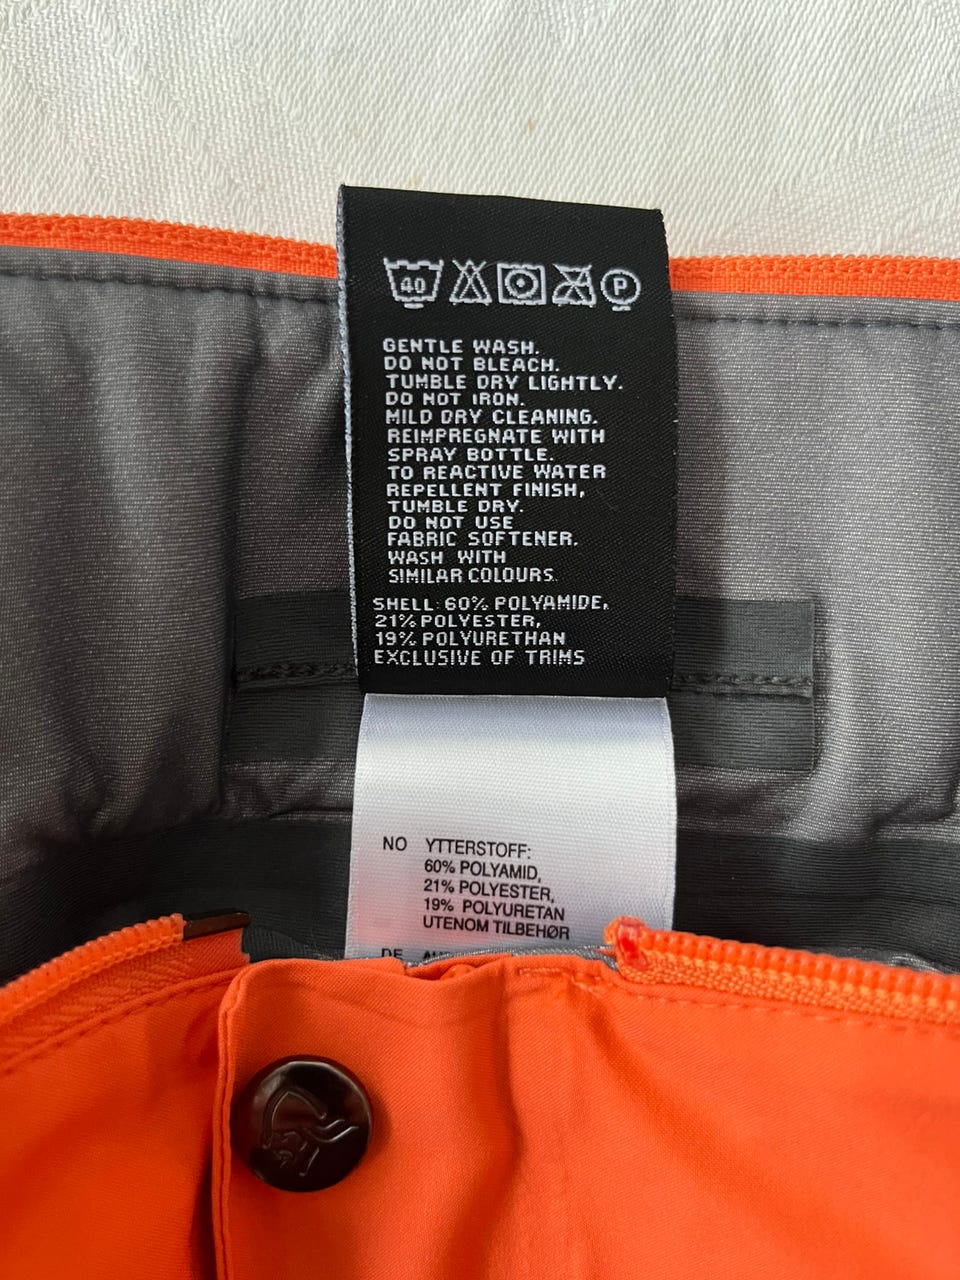 40 P
GENTLE WASH.
DO NOT BLEACH.
TUMBLE DRY LIGHTLY.
DO NOT IRON.
MILD DRY CLEANING.
REIMPREGNATE WITH
SPRAY BOTTLE.
TO REACTIVE WATER
REPELLENT FINISH,
TUMBLE DRY.
DO NOT USE
FABRIC SOFTENER.
WASH WITH
SIMILAR COLOURS.
SHELL: 60% POLYAMIDE,
21% POLYESTER,
19% POLYURETHAN
EXCLUSIVE OF TRIMS
NO YTTERSTOFF:
60% POLYAMID,
21% POLYESTER,
19% POLYURETAN
UTENOM TILBEHØR
DE